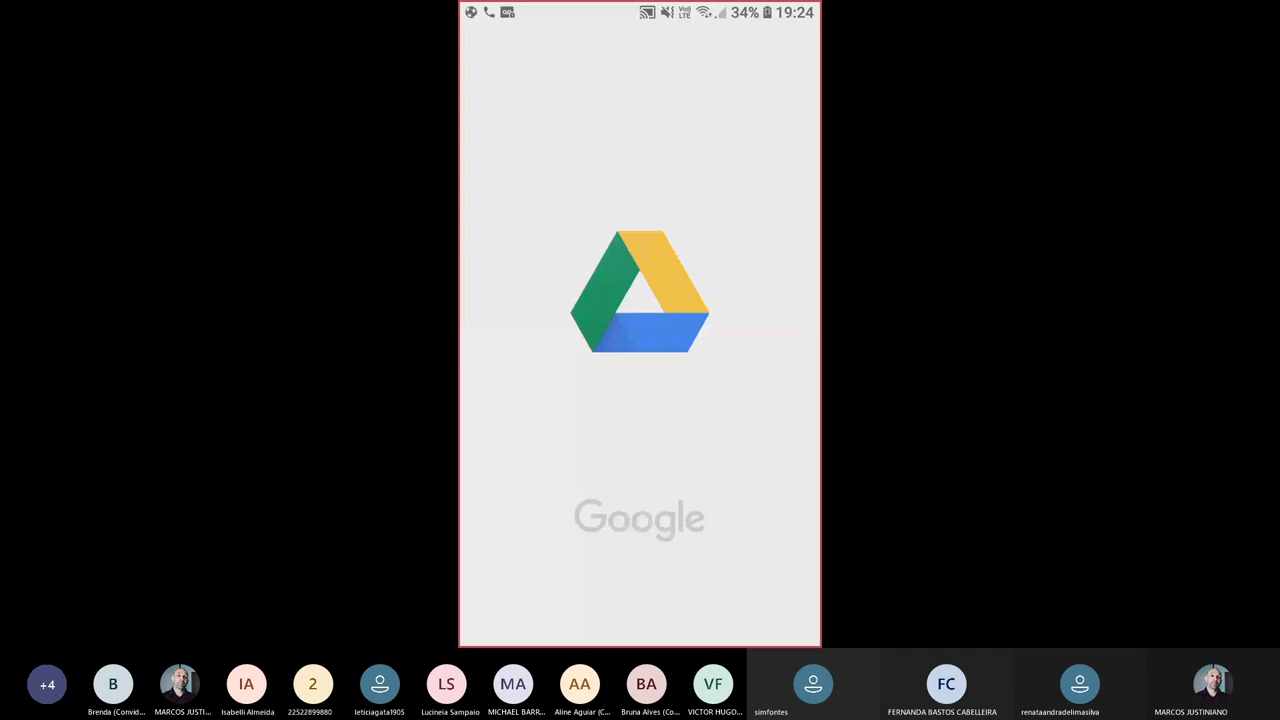 Vo))
LTE
34%
19:24
Google
+4
B
IA
2
LS
MA
AA
BA
VF
FC
Brenda (Convid...
MARCOS JUSTI...
Isabelli Almeida
22522899880
leticiagata1905
Lucineia Sampaio
MICHAEL BARR...
Aline Aguiar (C...
Bruna Alves (Co...
VICTOR HUGO...
simfontes
FERNANDA BASTOS CABELLEIRA
renataandradelimasilva
MARCOS JUSTINIANO